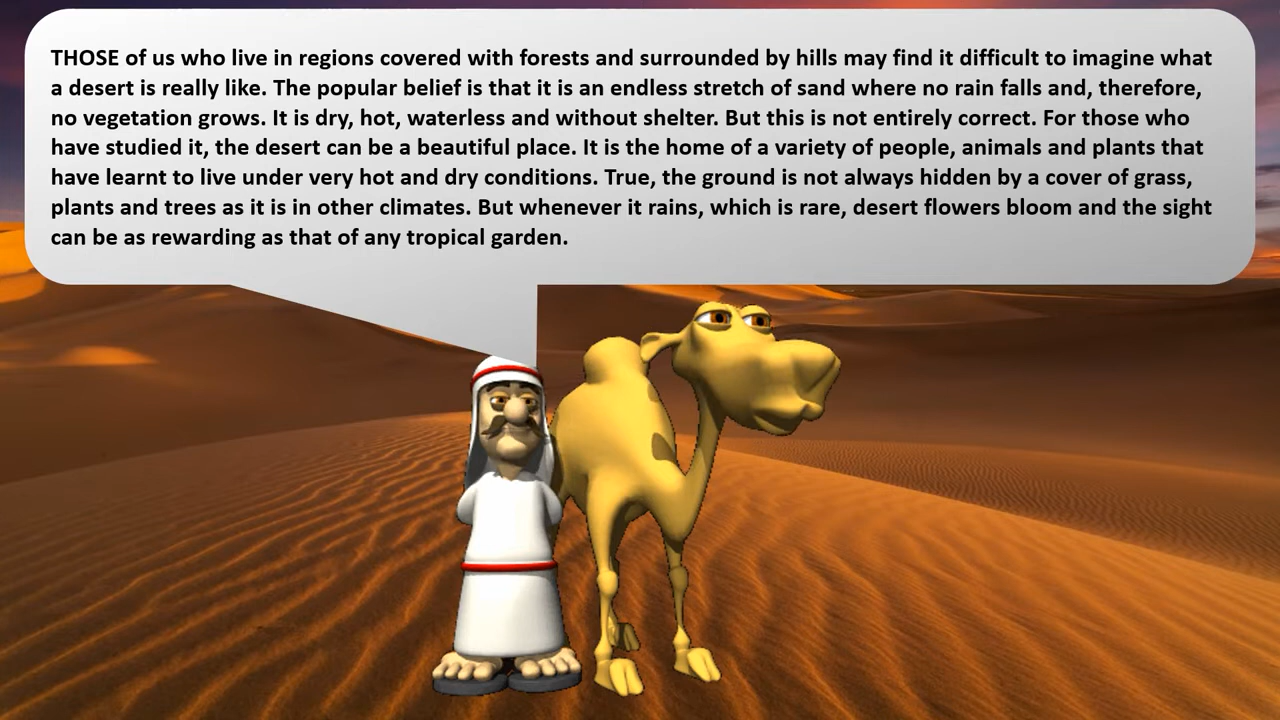 THOSE of us who live in regions covered with forests and surrounded by hills may find it difficult to imagine what
a desert is really like. The popular belief is that it is an endless stretch of sand where no rain falls and, therefore,
no vegetation grows. It is dry, hot, waterless and without shelter. But this is not entirely correct. For those who
have studied it, the desert can be a beautiful place. It is the home of a variety of people, animals and plants that
have learnt to live under very hot and dry conditions. True, the ground is not always hidden by a cover of grass,
plants and trees as it is in other climates. But whenever it rains, which is rare, desert flowers bloom and the sight
can be as rewarding as that of any tropical garden.